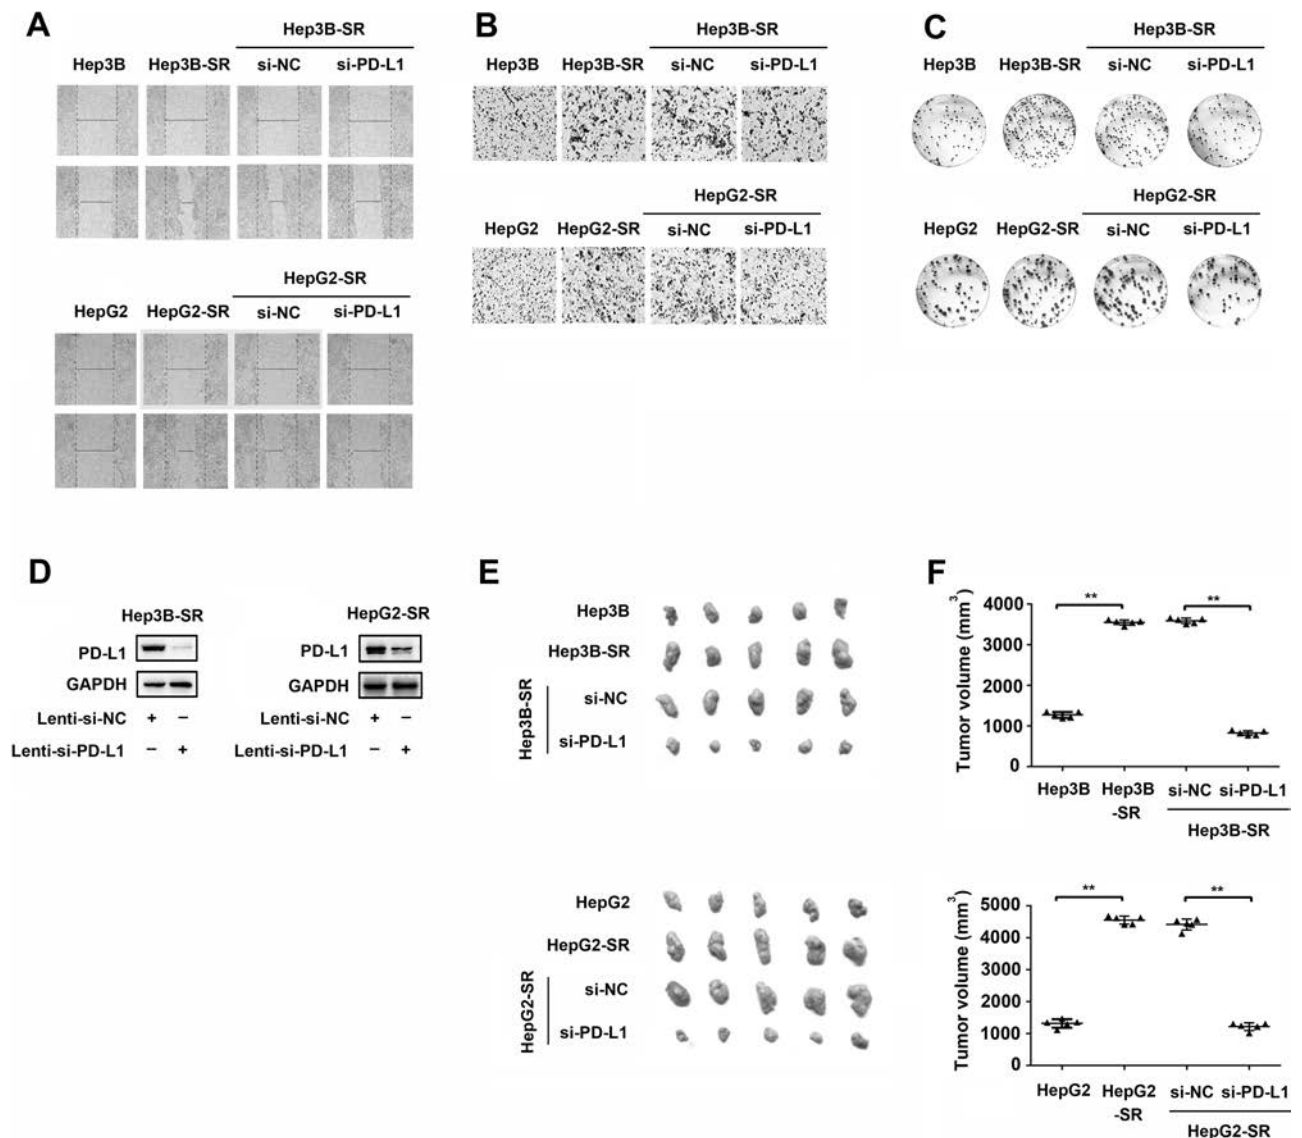 A
Hep3B-SR
Hep3B Hep3B-SR si-NC si-PD-L1
HepG2-SR
HepG2 HepG2-SR si-NC si-PD-L1
B
Hep3B-SR
Hep3B Hep3B-SR si-NC si-PD-L1
HepG2-SR
HepG2 HepG2-SR si-NC si-PD-L1
C
Hep3B-SR
Hep3B Hep3B-SR si-NC si-PD-L1
HepG2-SR
HepG2 HepG2-SR si-NC si-PD-L1
D
Hep3B-SR
PD-L1
GAPDH
Lenti-si-NC + –
Lenti-si-PD-L1 – +
HepG2-SR
PD-L1
GAPDH
Lenti-si-NC + –
Lenti-si-PD-L1 – +
E
Hep3B
Hep3B-SR
Hep3B-SR
si-NC
si-PD-L1
HepG2
HepG2-SR
HepG2-SR
si-NC
si-PD-L1
F
Tumor volume (mm³)
4000
3000
2000
1000
0
** **
Hep3B Hep3B si-NC si-PD-L1
-SR
Hep3B-SR
Tumor volume (mm³)
5000
4000
3000
2000
1000
0
** **
HepG2 HepG2 si-NC si-PD-L1
-SR
HepG2-SR